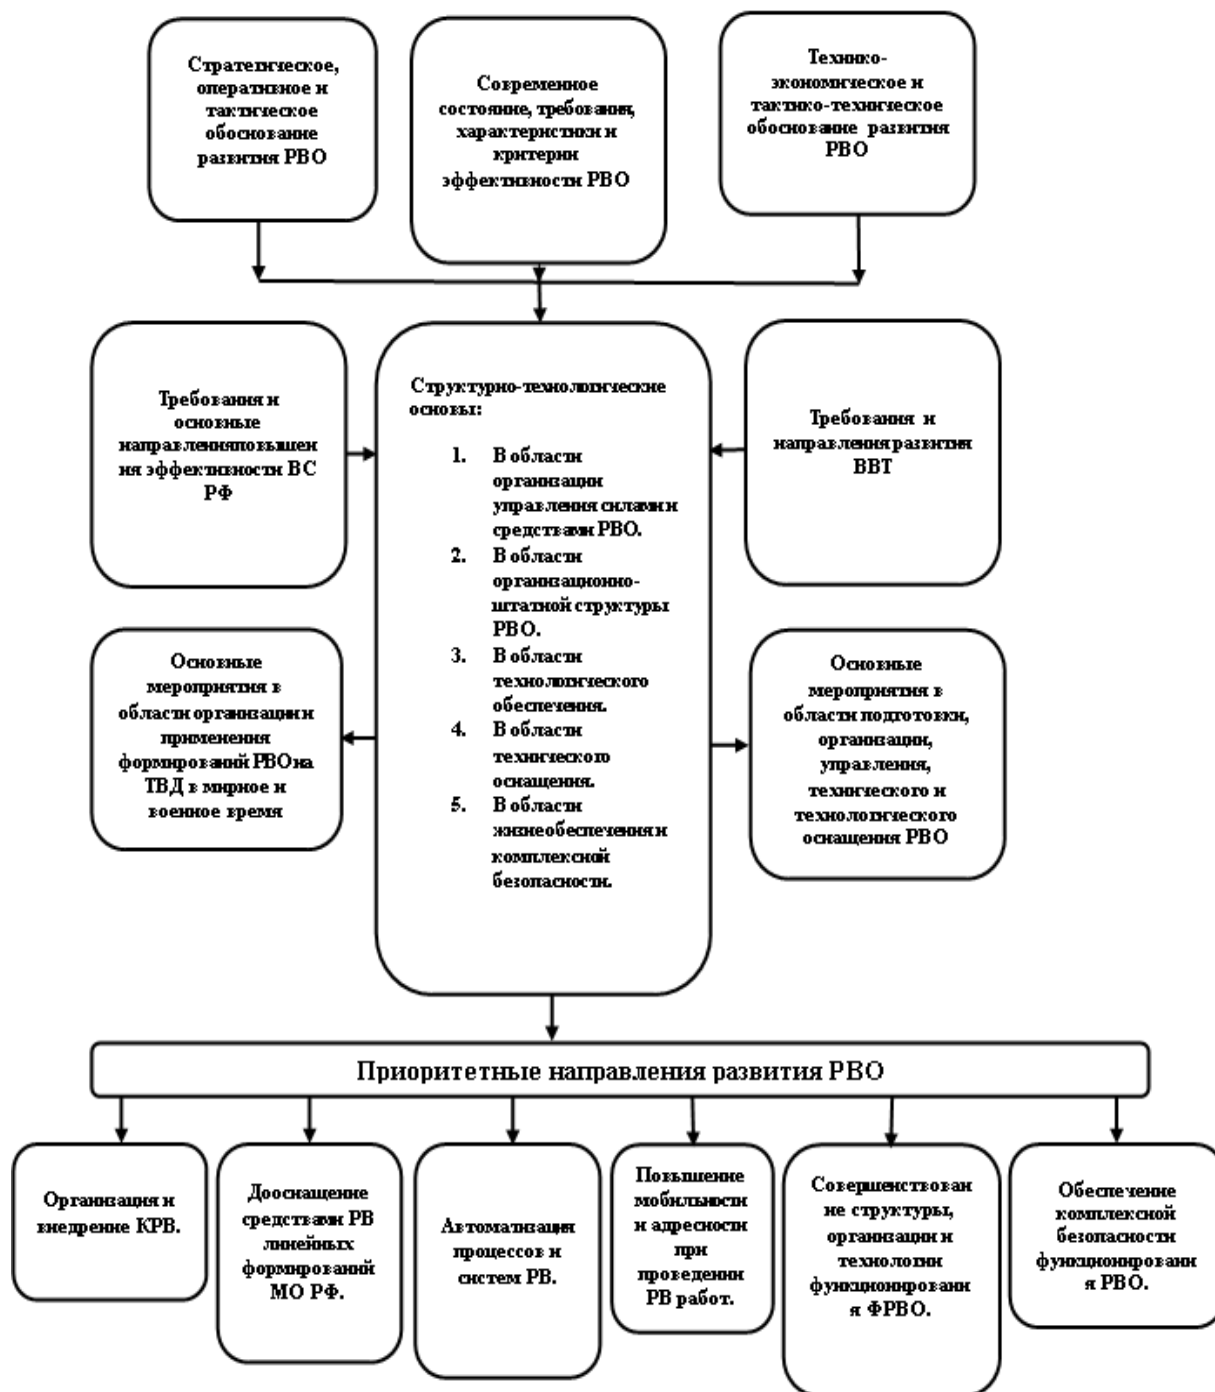 Стратегическое,
оперативное и
тактическое
обоснование
развития РВО
Современное
состояние, требования,
характеристики и
критерии
эффективности РВО
Технико-
экономическое и
тактико-техническое
обоснование развития
РВО
Требования и
основные
направленияповышен
ия эффективности ВС
РФ
Структурно-технологические
основы:
1. В области
организации
управления силами и
средствами РВО.
2. В области
организационно-
штатной структуры
РВО.
3. В области
технологического
обеспечения.
4. В области
технического
оснащения.
5. В области
жизнеобеспечения и
комплексной
безопасности.
Требования и
направления развития
ВВТ
Основные
мероприятия в
области организации и
применения
формирований РВО на
ТВД в мирное и
военное время
Основные
мероприятия в
области подготовки,
организации,
управления,
технического и
технологического
оснащения РВО
Приоритетные направления развития РВО
Организация и
внедрение КРВ.
Дооснащение
средствами РВ
линейных
формирований
МО РФ.
Автоматизация
процессов и
систем РВ.
Повышение
мобильности
и адресности
при
проведении
РВ работ.
Совершенствован
ие структуры,
организации и
технологии
функционировани
я ФРВО.
Обеспечение
комплексной
безопасности
функционировани
я РВО.